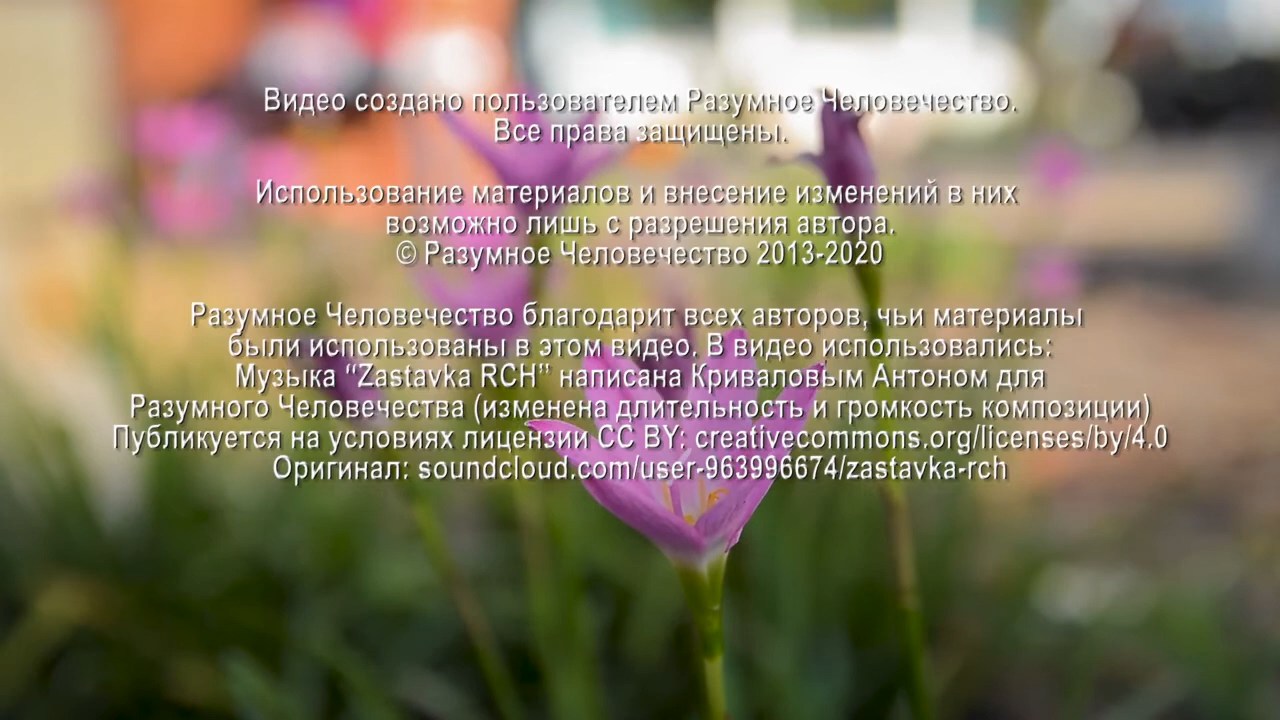 Видео создано пользователем Разумное Человечество.
Все права защищены.
Использование материалов и внесение изменений в них
возможно лишь с разрешения автора.
© Разумное Человечество 2013-2020
Разумное Человечество благодарит всех авторов, чьи материалы
были использованы в этом видео. В видео использовались:
Музыка “Zastavka RCH” написана Криваловым Антоном для
Разумного Человечества (изменена длительность и громкость композиции)
Публикуется на условиях лицензии CC BY: creativecommons.org/licenses/by/4.0
Оригинал: soundcloud.com/user-963996674/zastavka-rch